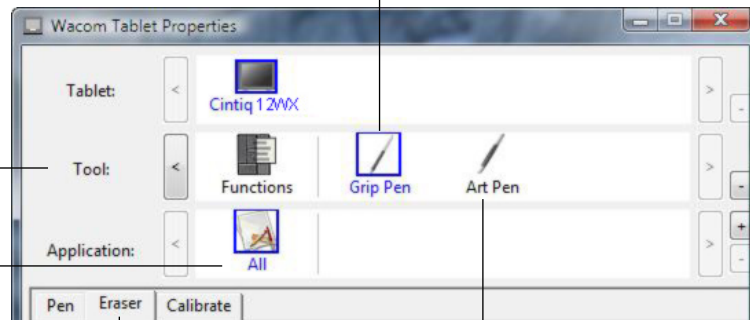 Wacom Tablet Properties
Tablet:
Cintiq 12WX
Tool:
Functions
Grip Pen
Art Pen
Application:
All
Pen Eraser Calibrate